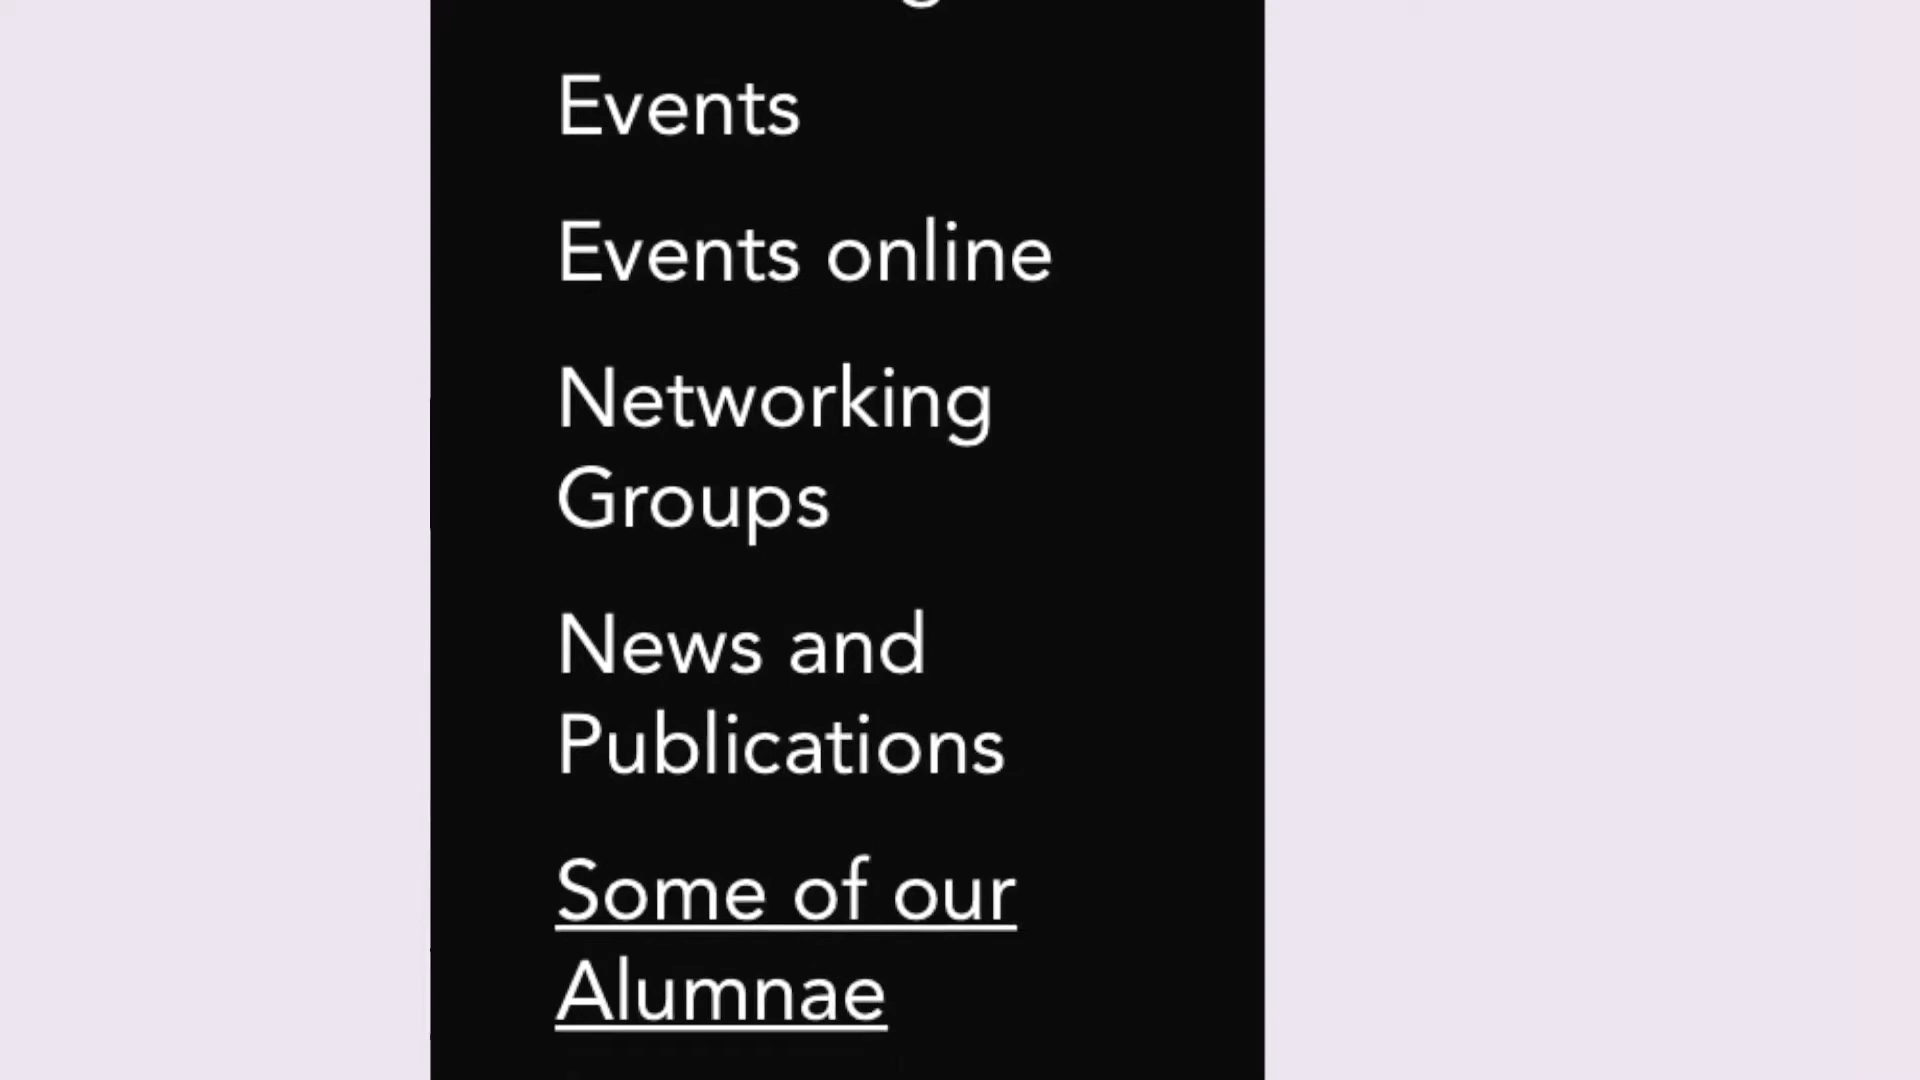 Events
Events online
Networking
Groups
News and
Publications
Some of our
Alumnae